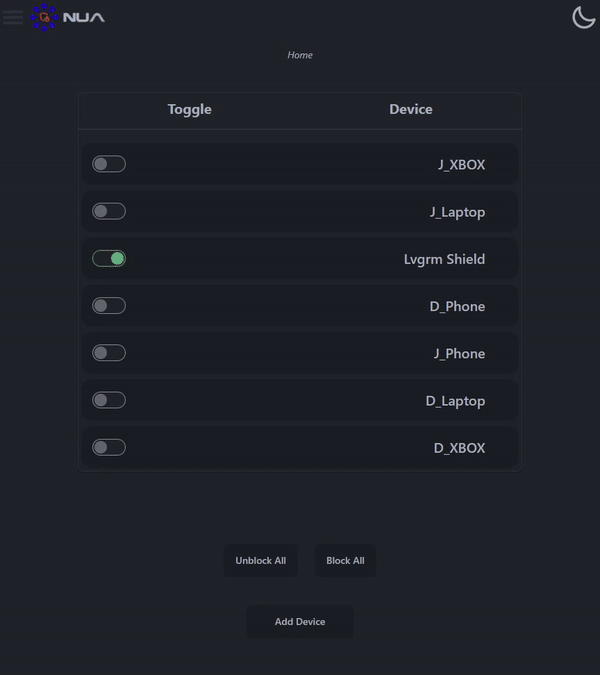 NUA
Home
Toggle Device
J_XBOX
J_Laptop
Lvgrm Shield
D_Phone
J_Phone
D_Laptop
D_XBOX
Unblock All Block All
Add Device